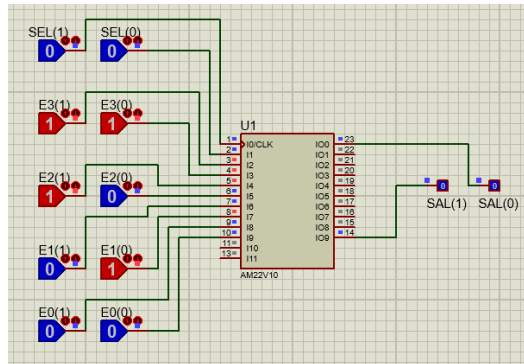 SEL(1) SEL(0)
0 0
E3(1) E3(0)
1 1
E2(1) E2(0)
1 0
E1(1) E1(0)
0 1
E0(1) E0(0)
0 0
U1
1 I0/CLK IO0 23
2 I1 IO1 22
3 I2 IO2 21
4 I3 IO3 20
5 I4 IO4 19
6 I5 IO5 18
7 I6 IO6 17
8 I7 IO7 16
9 I8 IO8 15
10 I9 IO9 14
11 I10
13 I11
AM22V10
0 0
SAL(1) SAL(0)